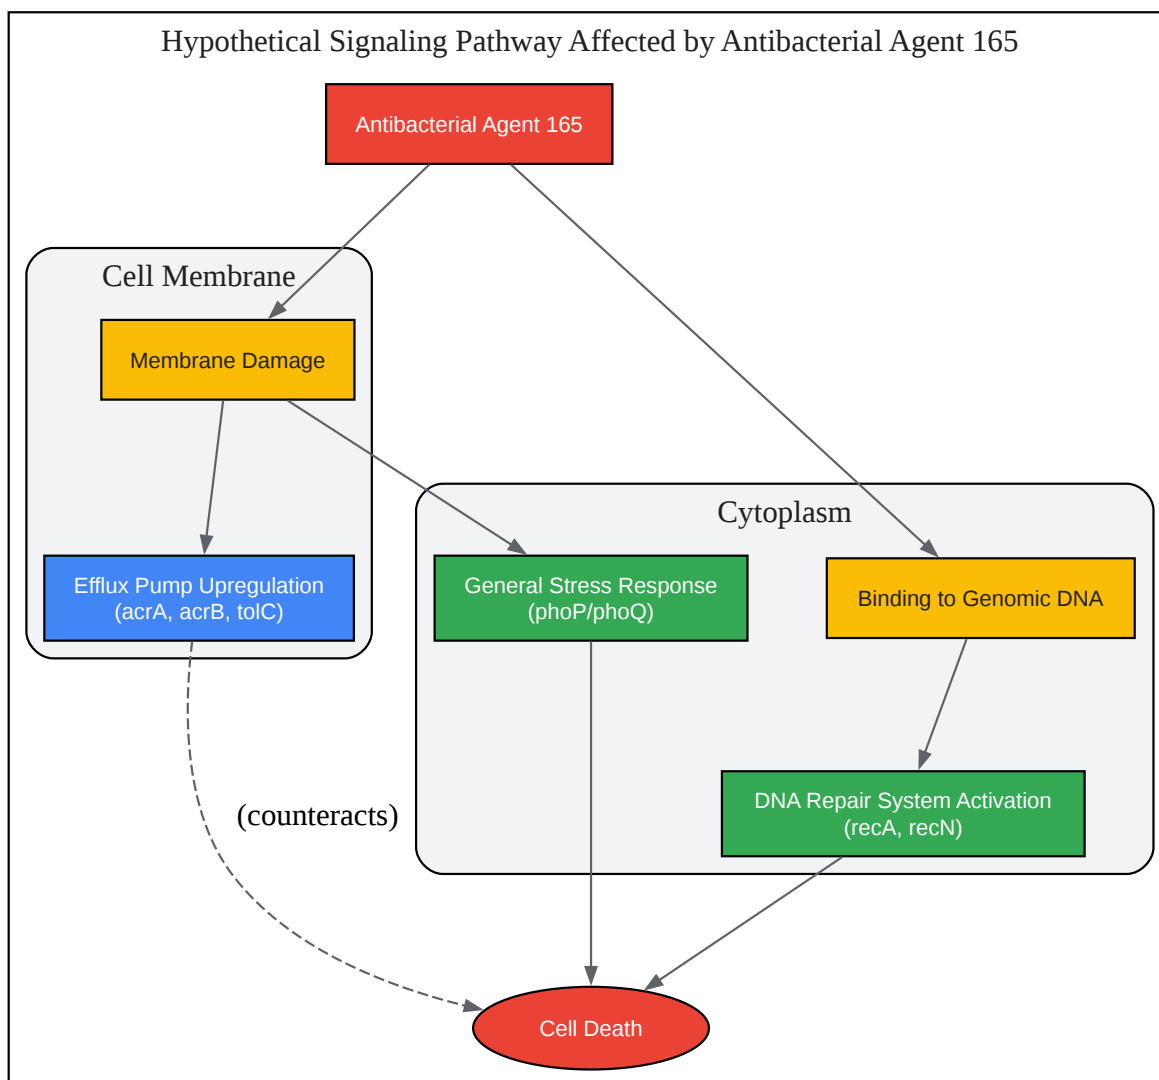 Hypothetical Signaling Pathway Affected by Antibacterial Agent 165
Antibacterial Agent 165
Cell Membrane
Membrane Damage
Cytoplasm
Efflux Pump Upregulation
(acrA, acrB, tolC)
General Stress Response
(phoP/phoQ)
Binding to Genomic DNA
DNA Repair System Activation
(recA, recN)
(counteracts)
Cell Death